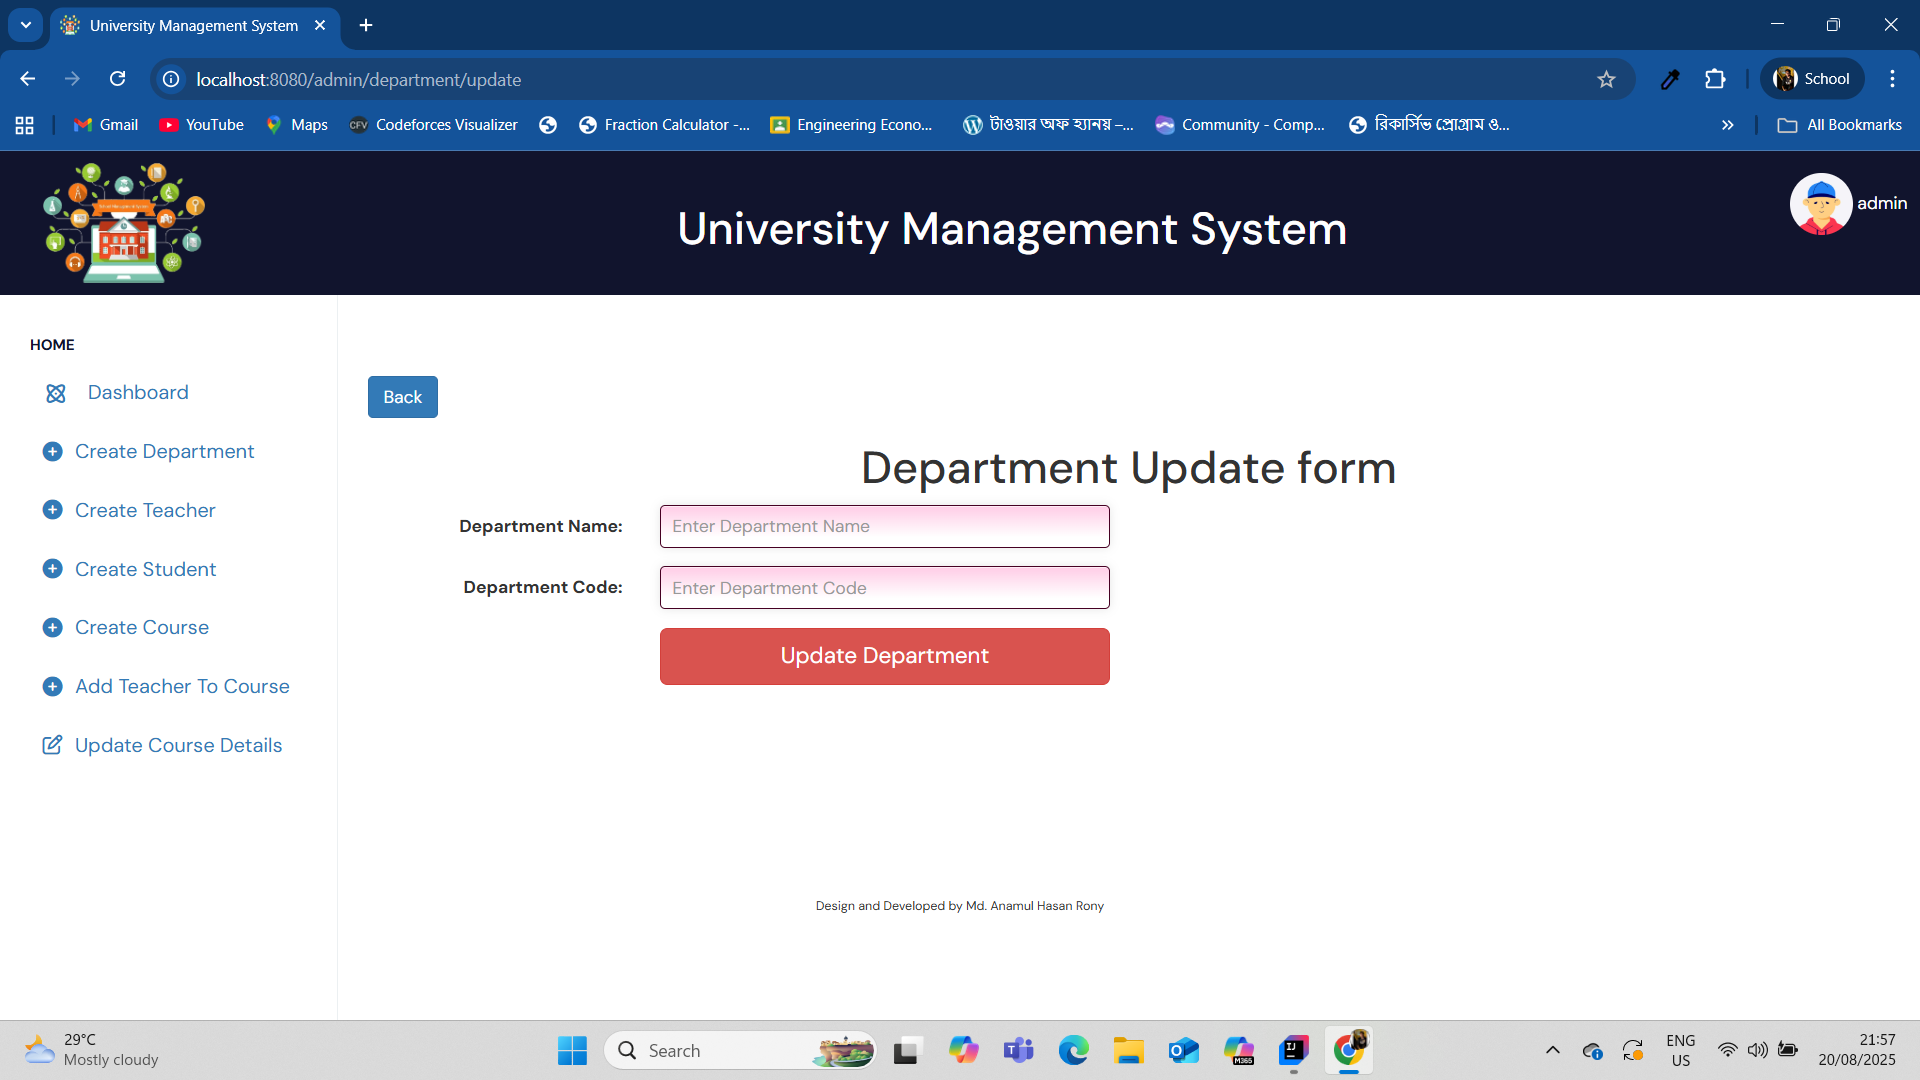 University Management System
localhost:8080/admin/department/update
School
Gmail
YouTube
Maps
CFV
Codeforces Visualizer
Fraction Calculator -...
Engineering Econo...
টাওয়ার অফ হ্যানয় –...
Community - Comp...
রিকার্সিভ প্রোগ্রাম ও...
All Bookmarks
University Management System
admin
HOME
Dashboard
Create Department
Create Teacher
Create Student
Create Course
Add Teacher To Course
Update Course Details
Back
Department Update form
Department Name:
Enter Department Name
Department Code:
Enter Department Code
Update Department
Design and Developed by Md. Anamul Hasan Rony
29°C
Mostly cloudy
Search
M365
ENG
US
21:57
20/08/2025